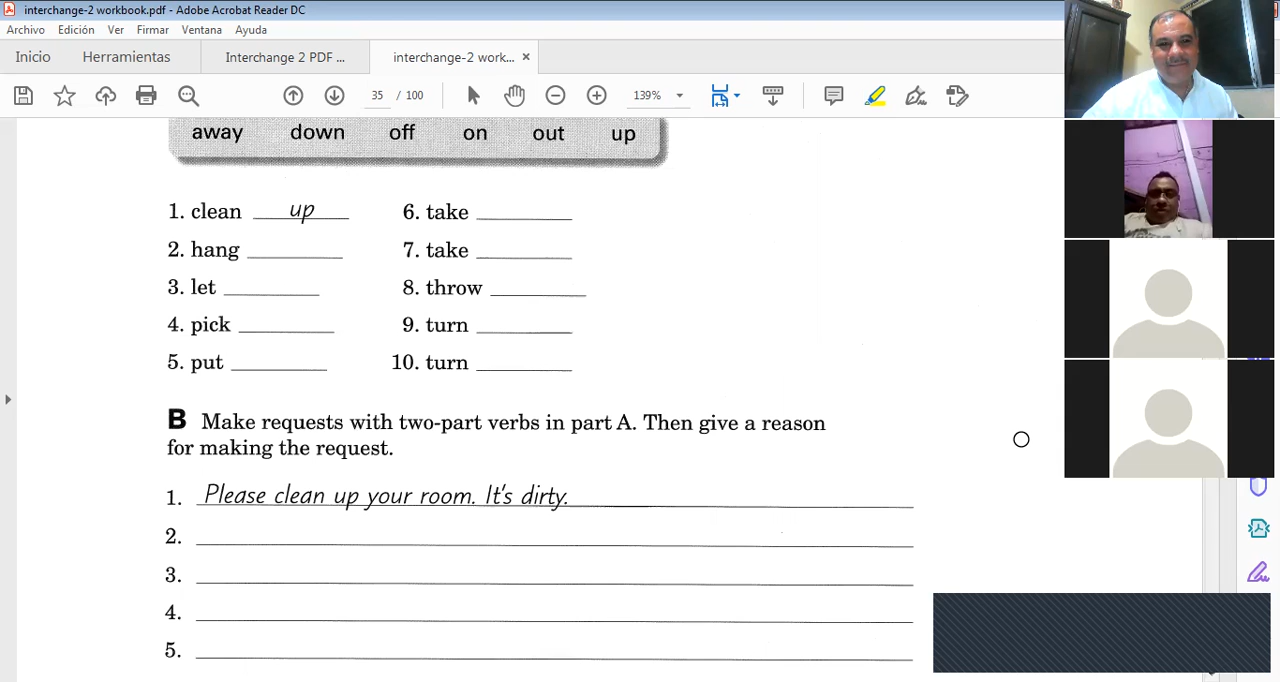 interchange-2 workbook.pdf - Adobe Acrobat Reader DC
Archivo Edición Ver Firmar Ventana Ayuda
Inicio Herramientas Interchange 2 PDF ... interchange-2 work... ×
35 / 100 139%
away down off on out up
1. clean up 6. take
2. hang 7. take
3. let 8. throw
4. pick 9. turn
5. put 10. turn
B Make requests with two-part verbs in part A. Then give a reason
for making the request.
1. Please clean up your room. It's dirty.
2.
3.
4.
5.